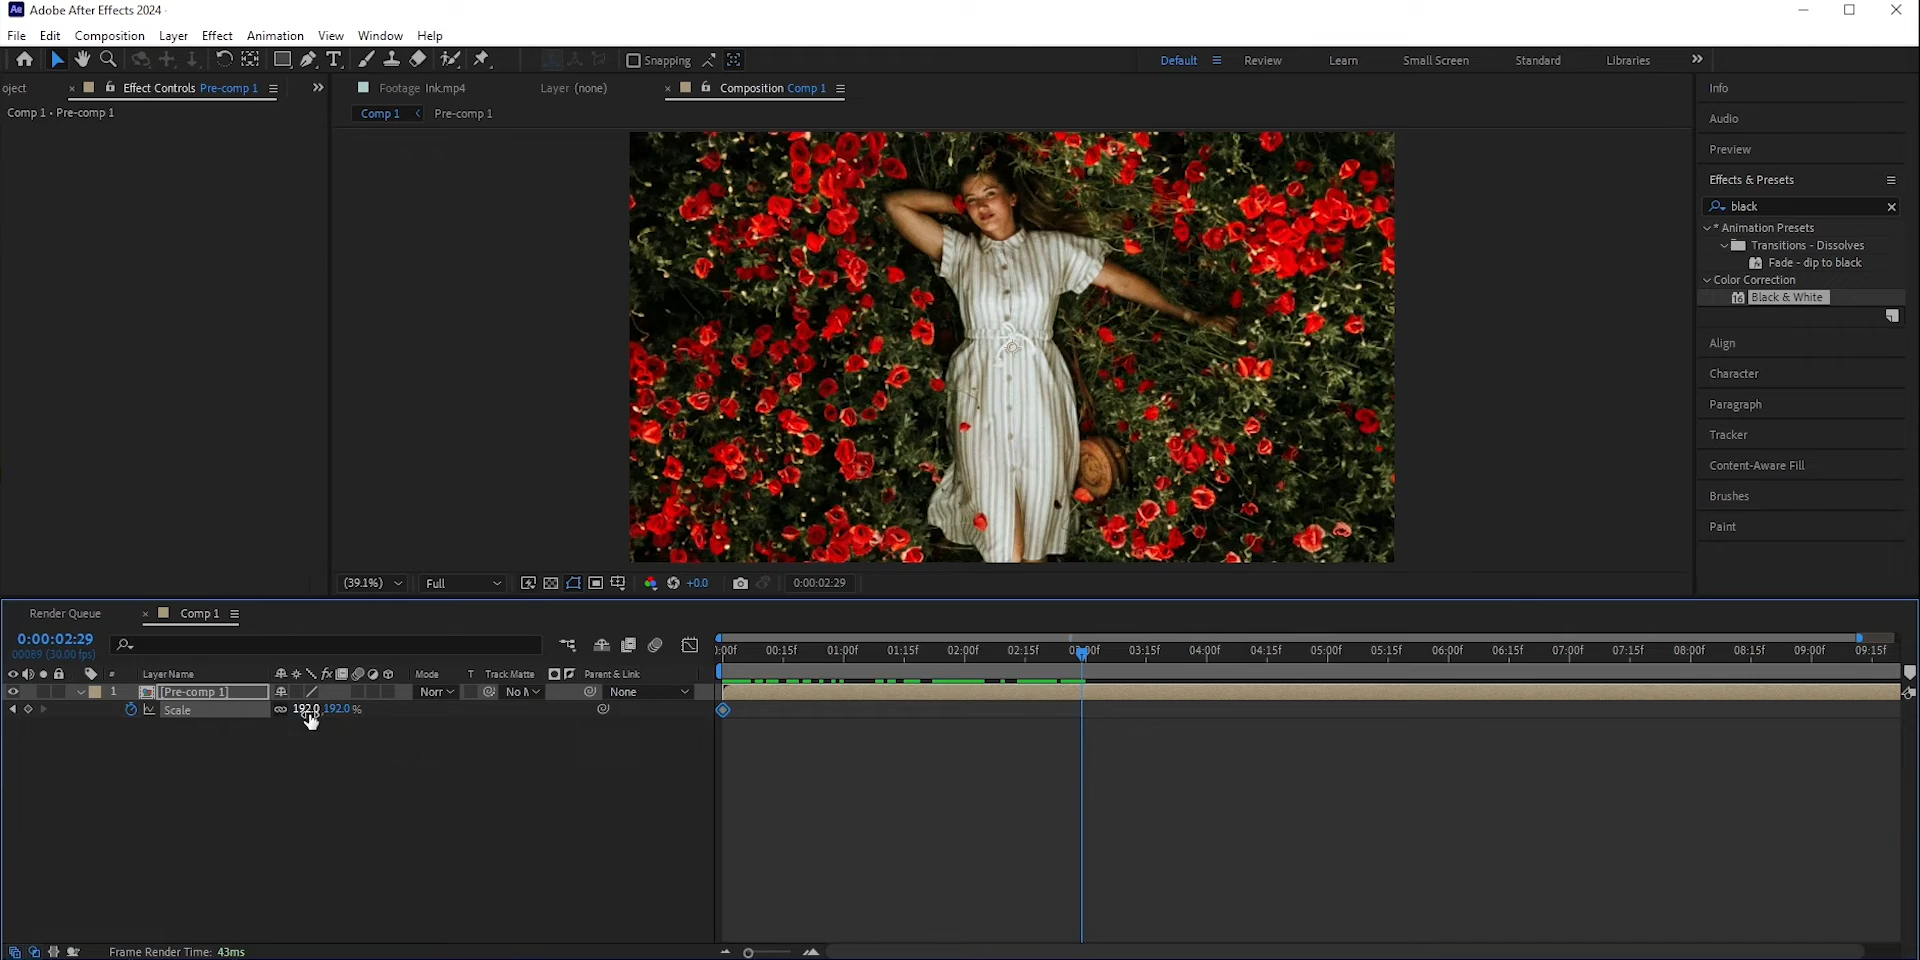 Ae Adobe After Effects 2024
File Edit Composition Layer Effect Animation View Window Help
Snapping Default Review Learn Small Screen Standard Libraries
oject Effect Controls Pre-comp 1 Footage Ink.mp4 Layer (none) Composition Comp 1
Comp 1 • Pre-comp 1
Comp 1 Pre-comp 1
Info
Audio
Preview
Effects & Presets
black
* Animation Presets
Transitions - Dissolves
Fade - dip to black
Color Correction
16 Black & White
Align
Character
Paragraph
Tracker
Content-Aware Fill
Brushes
Paint
(39.1%) Full +0.0 0:00:02:29
Render Queue Comp 1
0:00:02:29
00089 (30.00 fps)
:00f 00:15f 01:00f 01:15f 02:00f 02:15f 03:00f 03:15f 04:00f 04:15f 05:00f 05:15f 06:00f 06:15f 07:00f 07:15f 08:00f 08:15f 09:00f 09:15f
# Layer Name fx Mode T Track Matte Parent & Link
1 [Pre-comp 1] Norr No M None
Scale 192.0,192.0 %
Frame Render Time: 43ms